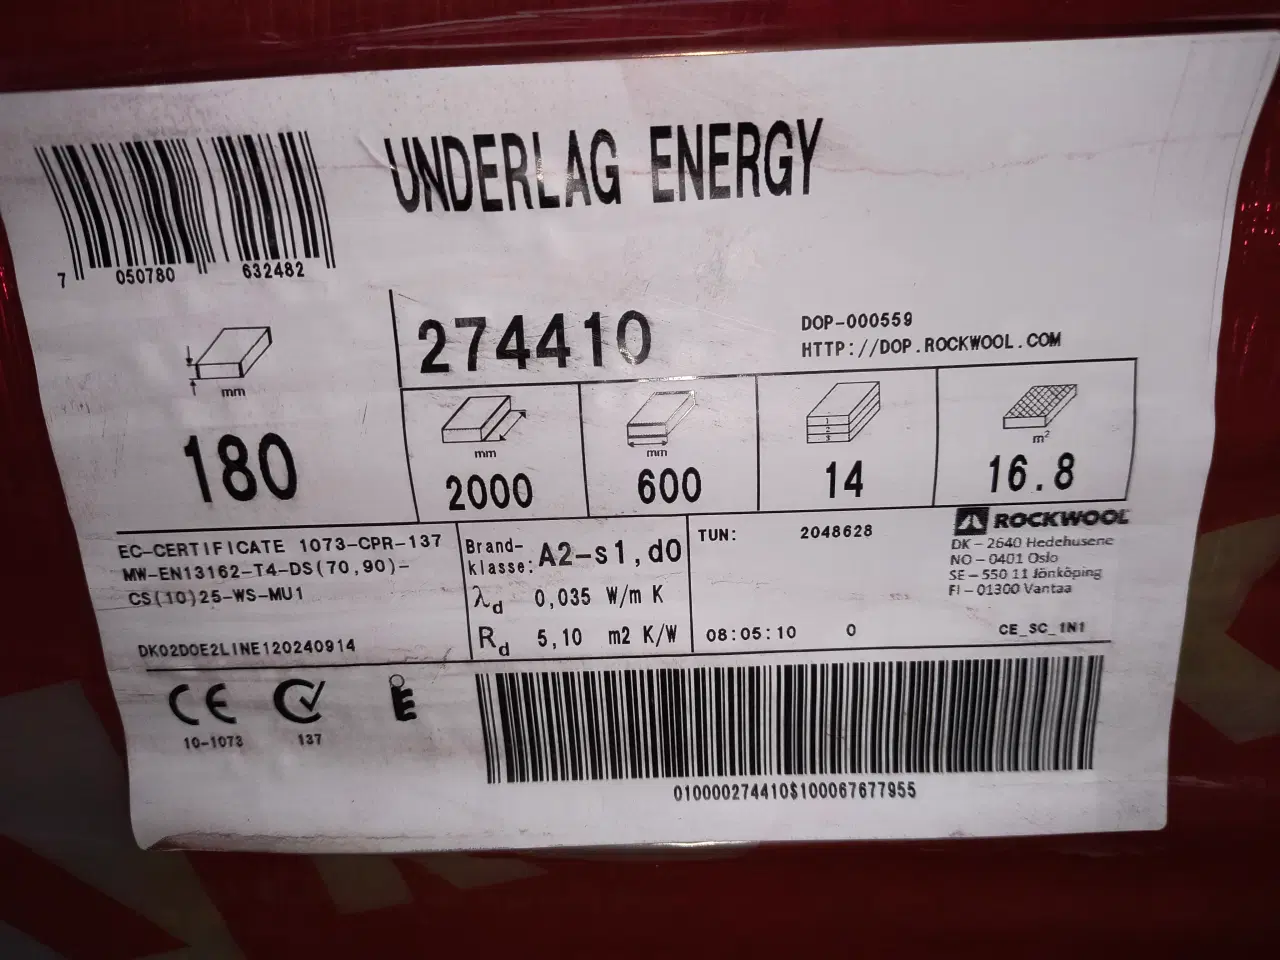 UNDERLAG ENERGY
7 050780 632482
274410
DOP-000559
HTTP://DOP.ROCKWOOL.COM
mm
180
mm
2000
mm
600
1
2
3
14
m²
16.8
EC-CERTIFICATE 1073-CPR-137
MW-EN13162-T4-DS(70,90)-
CS(10)25-WS-MU1
DK02DOE2LINE120240914
Brand-
klasse: A2-s1,d0
λd 0,035 W/m K
Rd 5,10 m2 K/W
TUN: 2048628
08:05:10 0
ROCKWOOL
DK – 2640 Hedehusene
NO – 0401 Oslo
SE – 550 11 Jönköping
FI – 01300 Vantaa
CE_SC_1N1
CE
10-1073
137
010000274410$100067677955